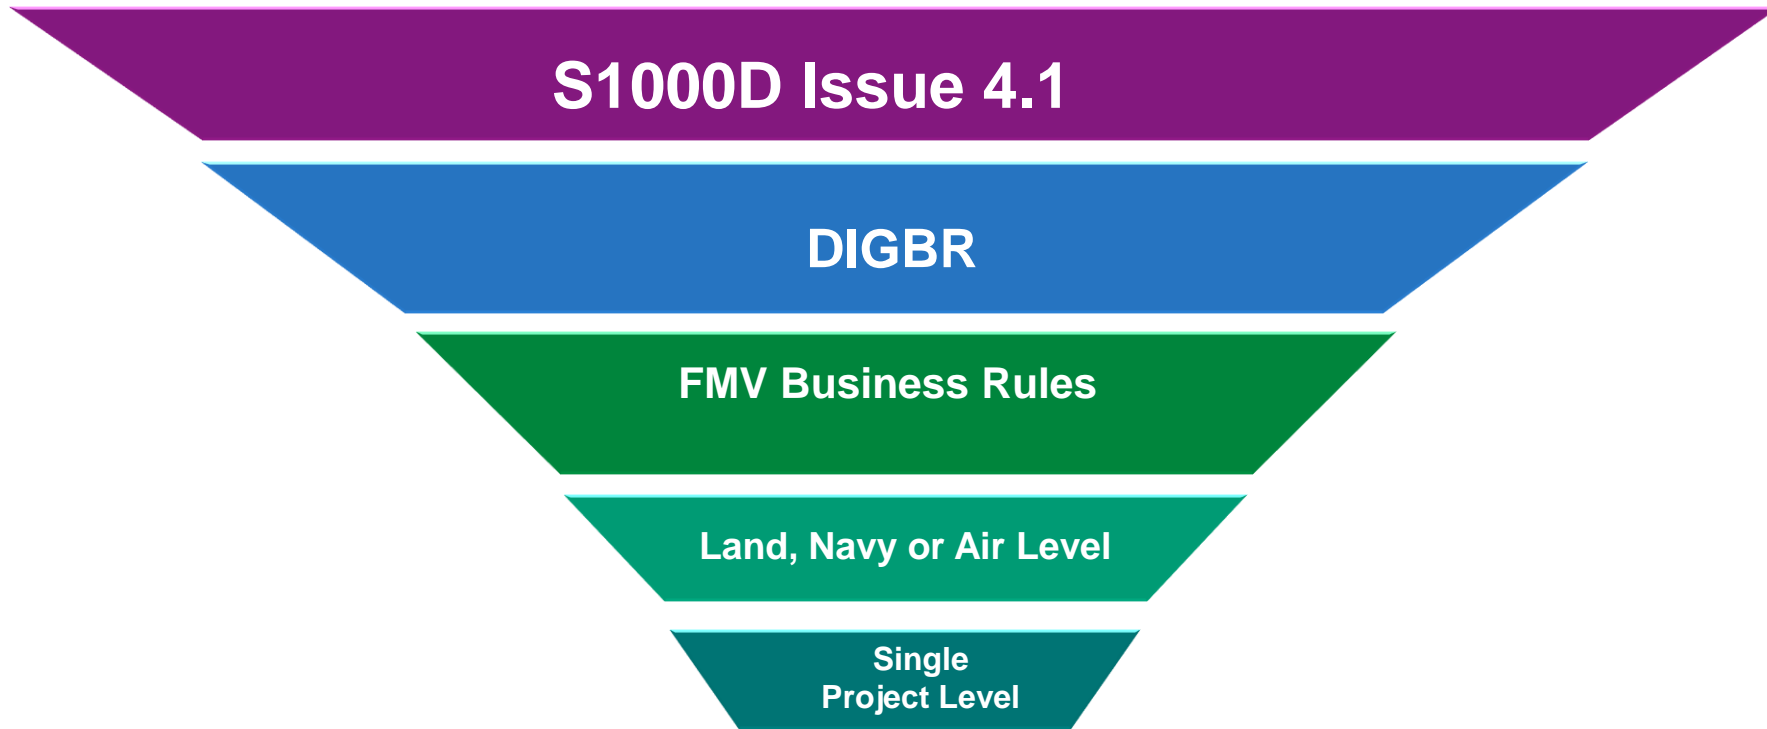 S1000D Issue 4.1
DIGBR
FMV Business Rules
Land, Navy or Air Level
Single
Project Level